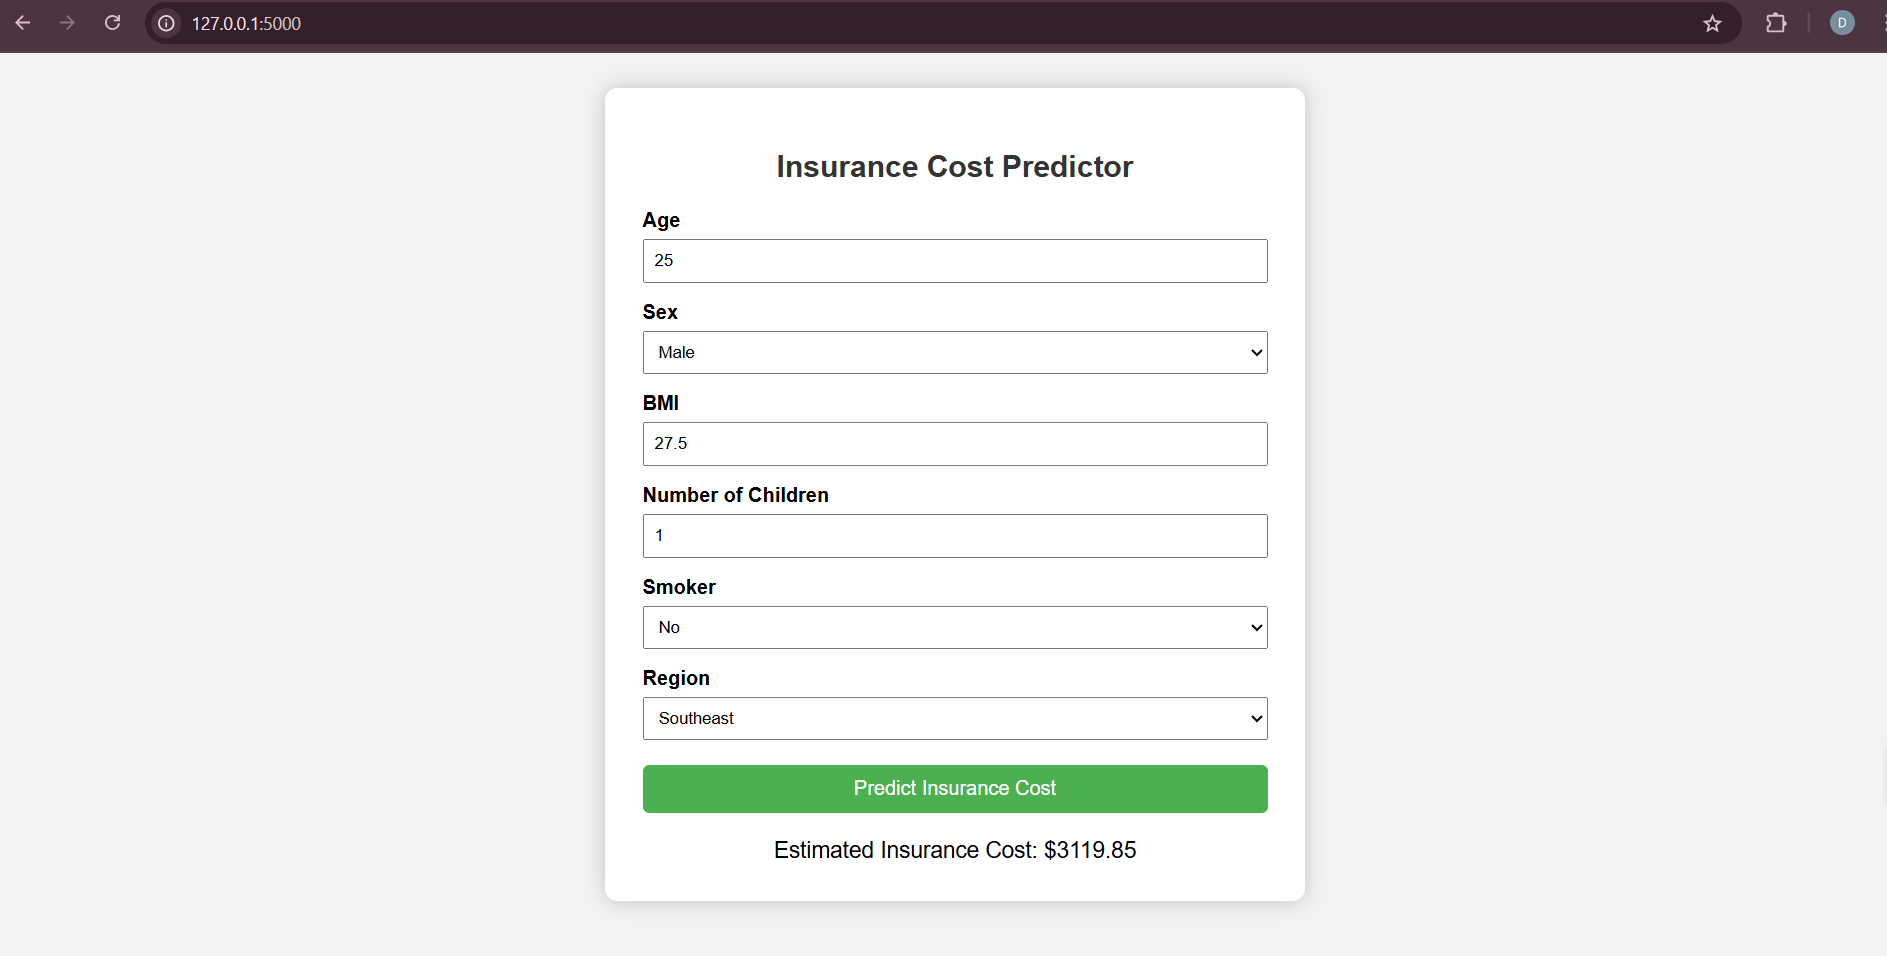 127.0.0.1:5000
D
Insurance Cost Predictor
Age
25
Sex
Male
BMI
27.5
Number of Children
1
Smoker
No
Region
Southeast
Predict Insurance Cost
Estimated Insurance Cost: $3119.85